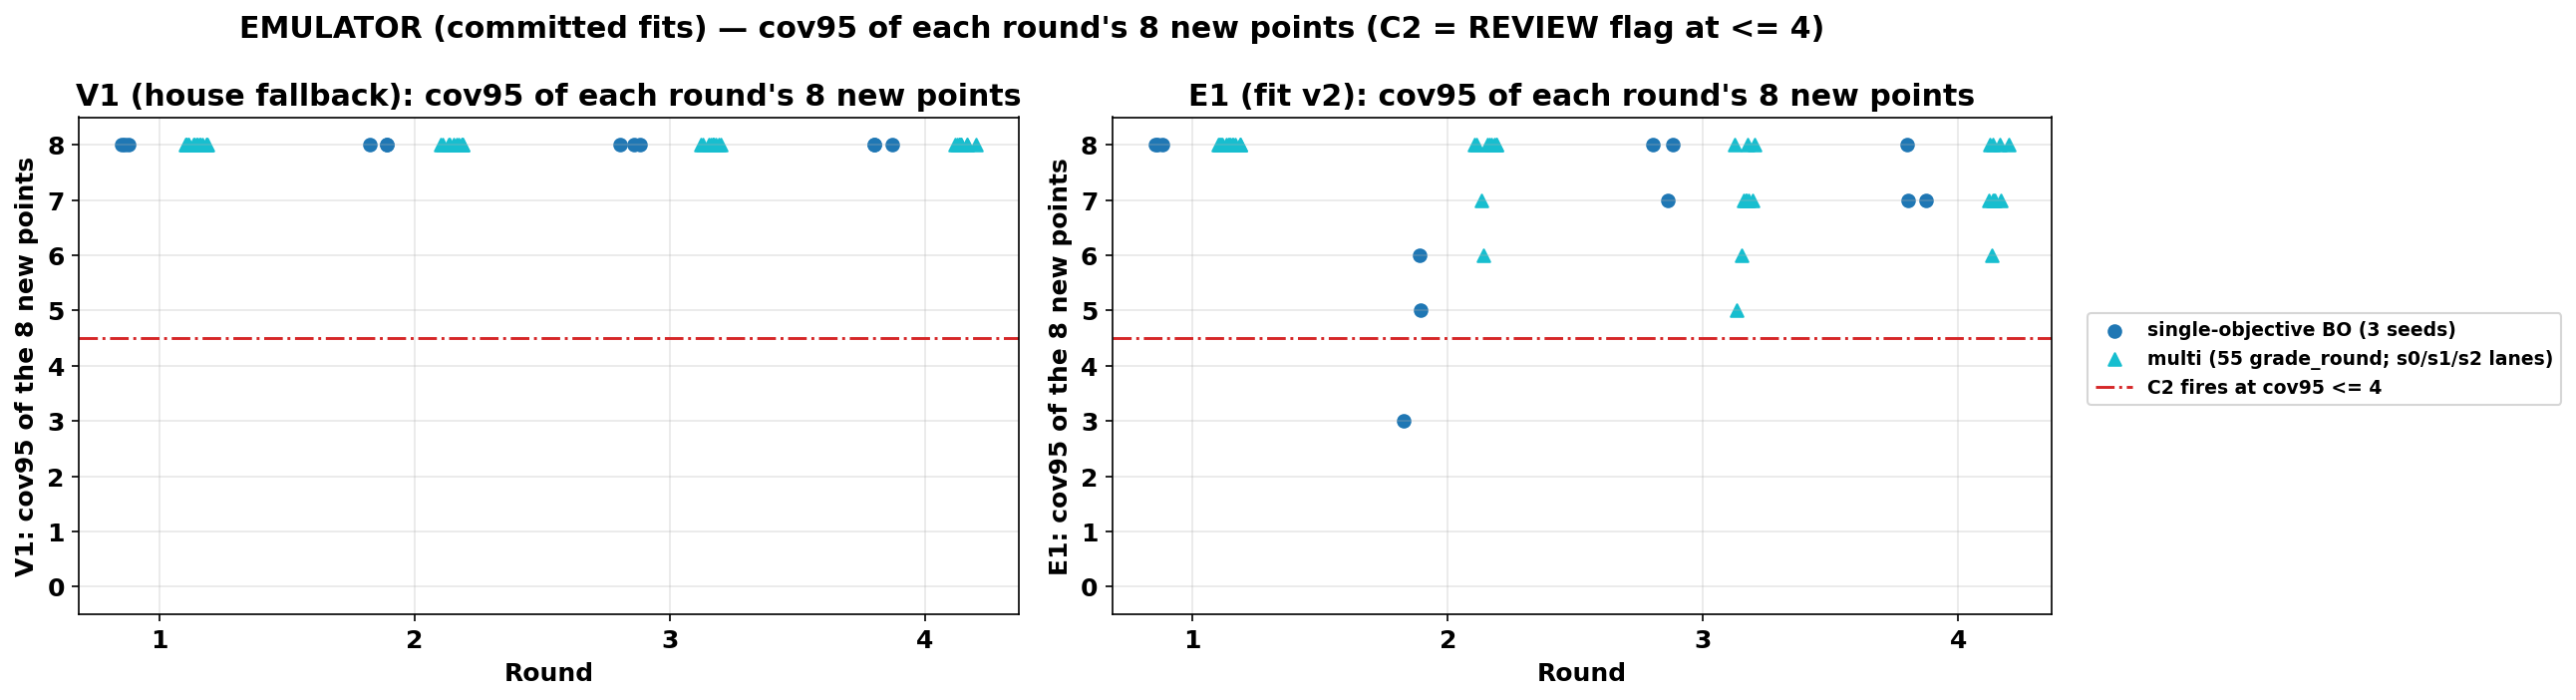 EMULATOR (committed fits) — cov95 of each round's 8 new points (C2 = REVIEW flag at <= 4)
V1 (house fallback): cov95 of each round's 8 new points
V1: cov95 of the 8 new points
8
7
6
5
4
3
2
1
0
1 2 3 4
Round
E1 (fit v2): cov95 of each round's 8 new points
E1: cov95 of the 8 new points
8
7
6
5
4
3
2
1
0
1 2 3 4
Round
single-objective BO (3 seeds)
multi (55 grade_round; s0/s1/s2 lanes)
C2 fires at cov95 <= 4